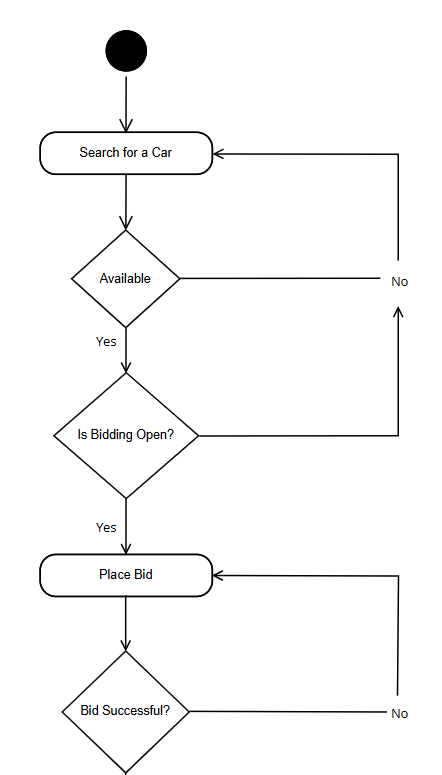 Search for a Car
Available
No
Yes
Is Bidding Open?
Yes
Place Bid
Bid Successful?
No